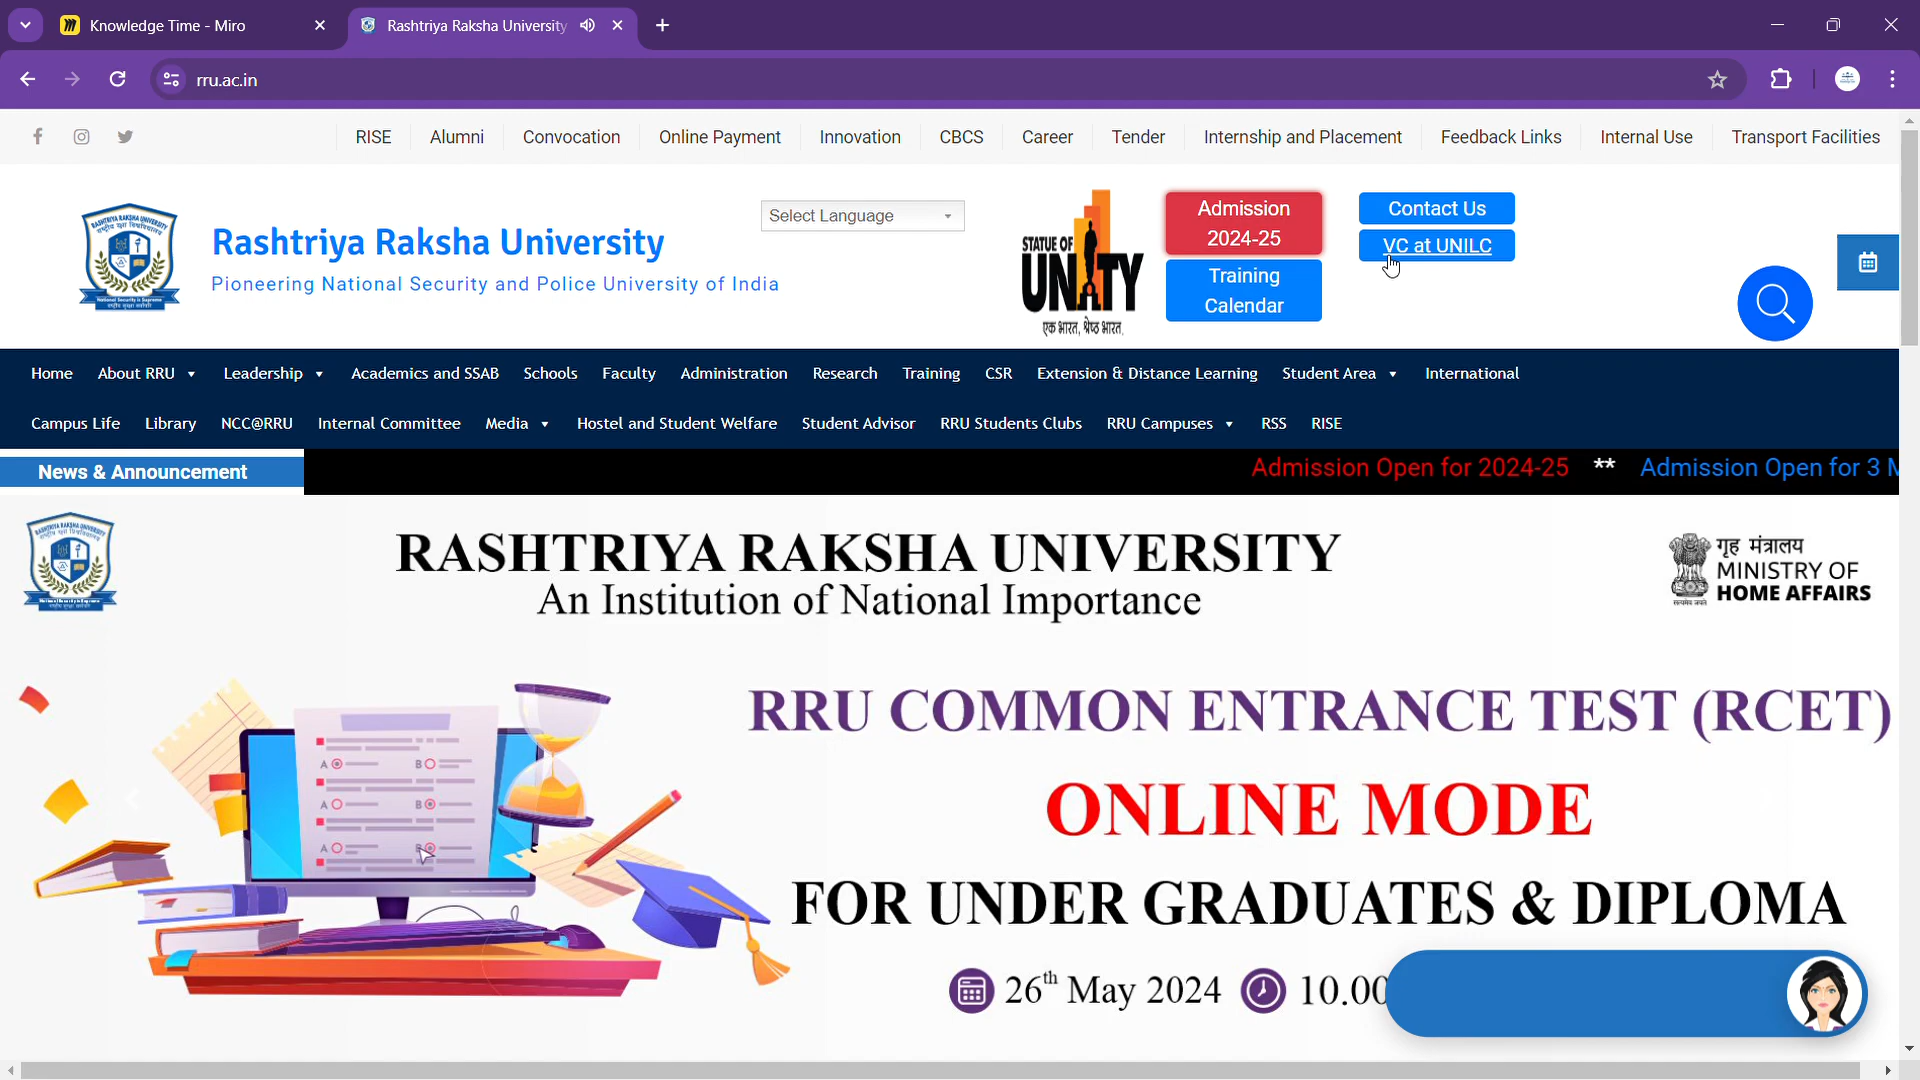 Knowledge Time - Miro
Rashtriya Raksha University
rru.ac.in
RISE
Alumni
Convocation
Online Payment
Innovation
CBCS
Career
Tender
Internship and Placement
Feedback Links
Internal Use
Transport Facilities
Rashtriya Raksha University
Pioneering National Security and Police University of India
Select Language
STATUE OF
UNITY
एक भारत, श्रेष्ठ भारत.
Admission
2024-25
Training
Calendar
Contact Us
VC at UNILC
Home
About RRU
Leadership
Academics and SSAB
Schools
Faculty
Administration
Research
Training
CSR
Extension & Distance Learning
Student Area
International
Campus Life
Library
NCC@RRU
Internal Committee
Media
Hostel and Student Welfare
Student Advisor
RRU Students Clubs
RRU Campuses
RSS
RISE
News & Announcement
Admission Open for 2024-25 ** Admission Open for 3 M
RASHTRIYA RAKSHA UNIVERSITY
An Institution of National Importance
गृह मंत्रालय
MINISTRY OF
HOME AFFAIRS
RRU COMMON ENTRANCE TEST (RCET)
ONLINE MODE
FOR UNDER GRADUATES & DIPLOMA
26th May 2024
10.00